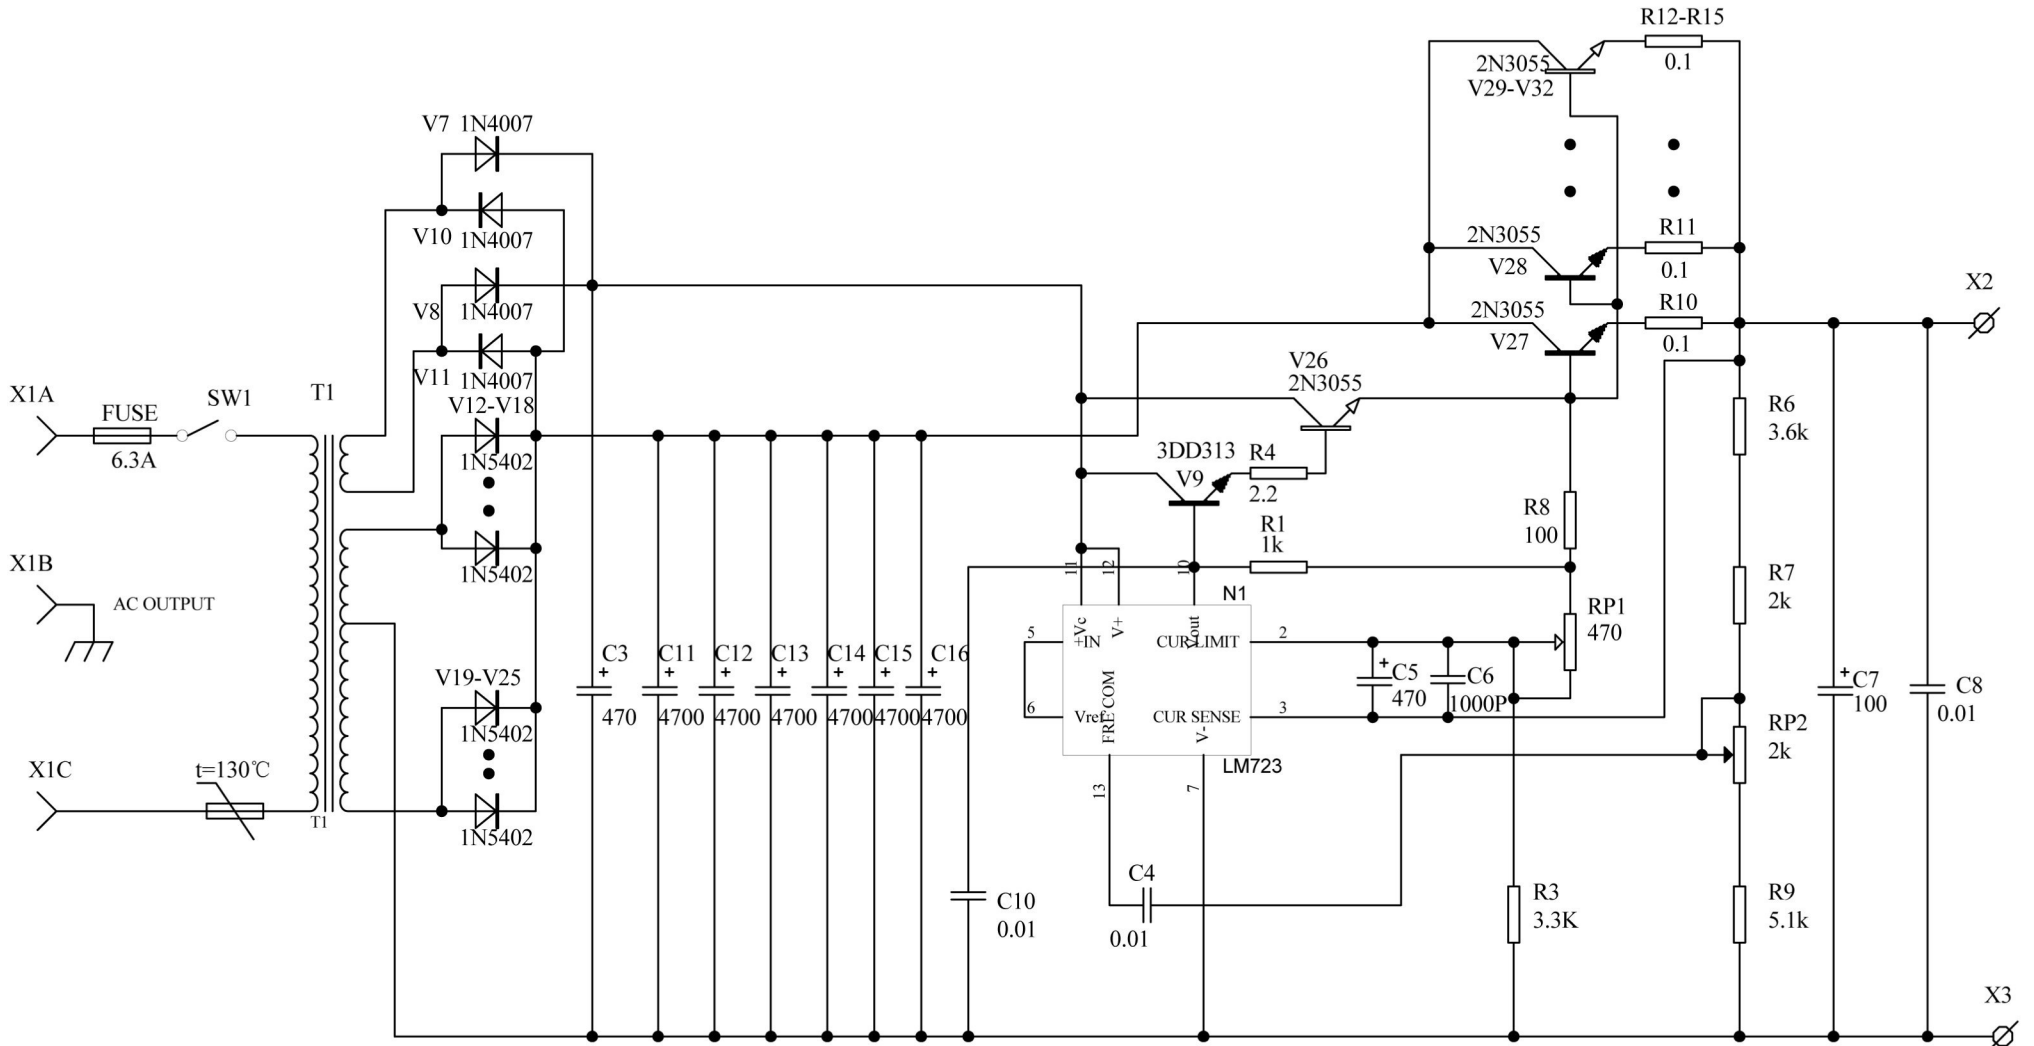 R12-R15
2N3055
0.1
V29-V32
V7 1N4007
V10 1N4007
2N3055
R11
V28
0.1
V8
1N4007
2N3055
R10
V27
0.1
X2
V11 1N4007
V26
2N3055
X1A
FUSE
SW1
T1
V12-V18
6.3A
1N5402
R6
3.6k
3DD313
R4
V9
2.2
R1
1k
R8
100
X1B
1N5402
11
12
10
R7
2k
AC OUTPUT
N1
RP1
470
5
+IN
+Vc
V+
Vout
CUR LIMIT
2
C3
+
470
C11
+
4700
C12
+
4700
C13
+
4700
C14
+
4700
C15
+
4700
C16
+
4700
V19-V25
1N5402
6
Vref
FRE COM
CUR SENSE
V-
3
+
C5
470
C6
1000P
+
C7
100
C8
0.01
RP2
2k
X1C
t=130℃
T1
1N5402
LM723
13
7
C4
0.01
C10
0.01
R3
3.3K
R9
5.1k
X3